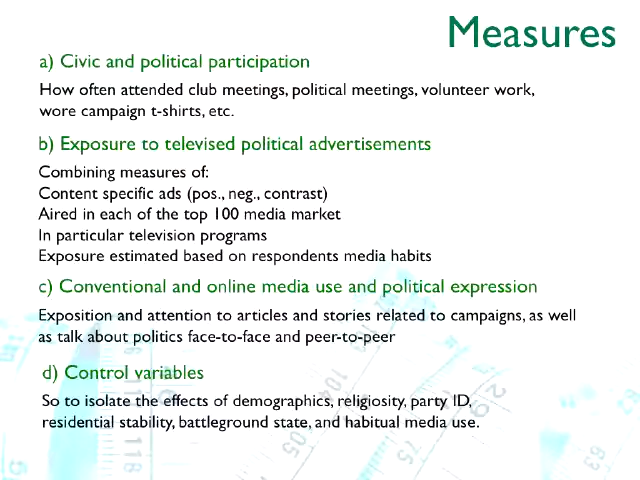 Measures
a) Civic and political participation
How often attended club meetings, political meetings, volunteer work,
wore campaign t-shirts, etc.
b) Exposure to televised political advertisements
Combining measures of:
Content specific ads (pos., neg., contrast)
Aired in each of the top 100 media market
In particular television programs
Exposure estimated based on respondents media habits
c) Conventional and online media use and political expression
Exposition and attention to articles and stories related to campaigns, as well
as talk about politics face-to-face and peer-to-peer
d) Control variables
So to isolate the effects of demographics, religiosity, party ID,
residential stability, battleground state, and habitual media use.